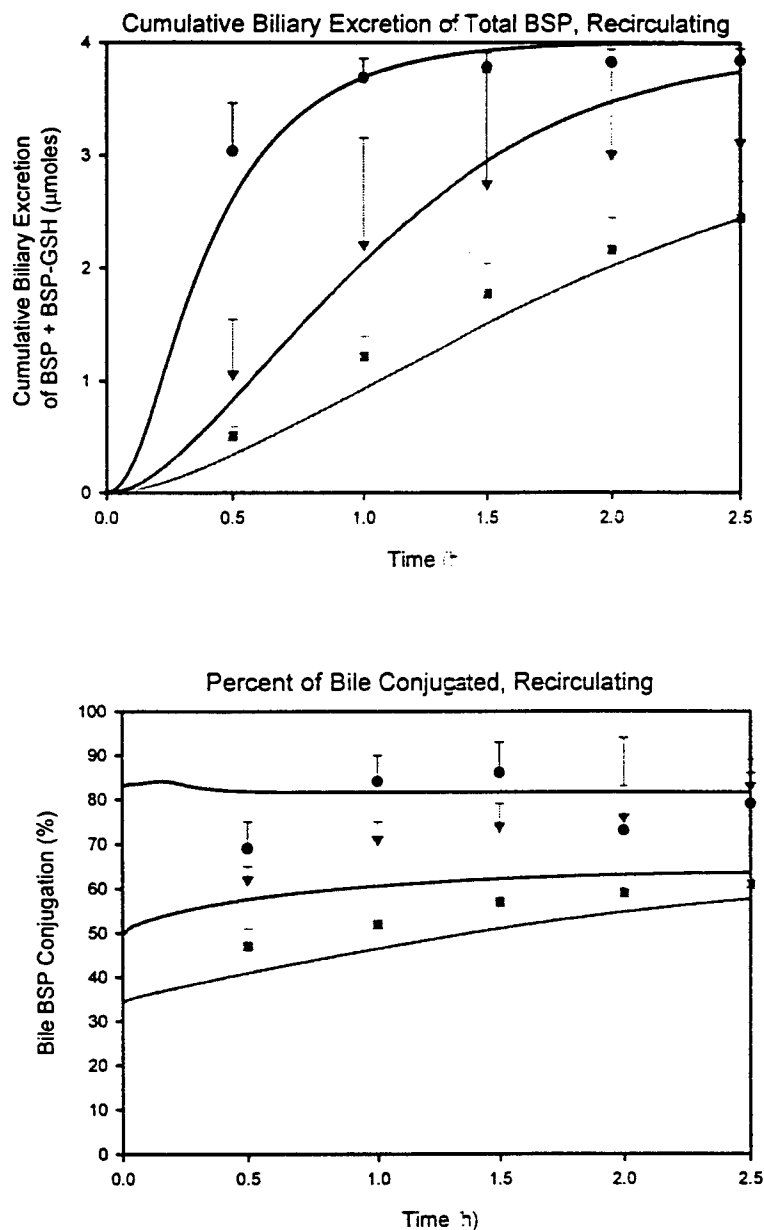 Cumulative Biliary Excretion of Total BSP, Recirculating
Cumulative Biliary Excretion
of BSP + BSP-GSH (μmoles)
4
3
2
1
0
0.0 0.5 1.0 1.5 2.0 2.5
Time
Percent of Bile Conjugated, Recirculating
Bile BSP Conjugation (%)
100
90
80
70
60
50
40
30
20
10
0
0.0 0.5 1.0 1.5 2.0 2.5
Time h)